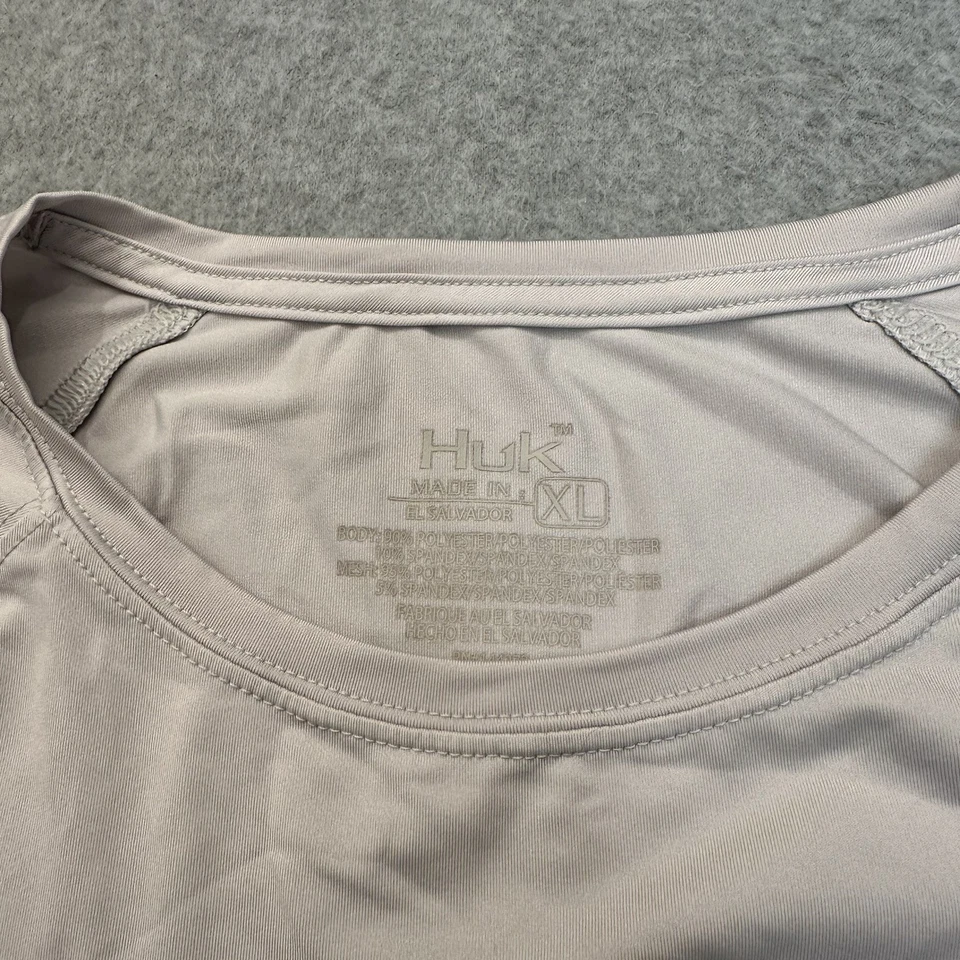 Huk™
MADE IN XL
EL SALVADOR
BODY: 90% POLYESTER/POLYESTER/POLIESTER
10% SPANDEX/SPANDEX/SPANDEX
MESH: 95% POLYESTER/POLYESTER/POLIESTER
5% SPANDEX/SPANDEX/SPANDEX
FABRIQUE AU EL SALVADOR
HECHO EN EL SALVADOR